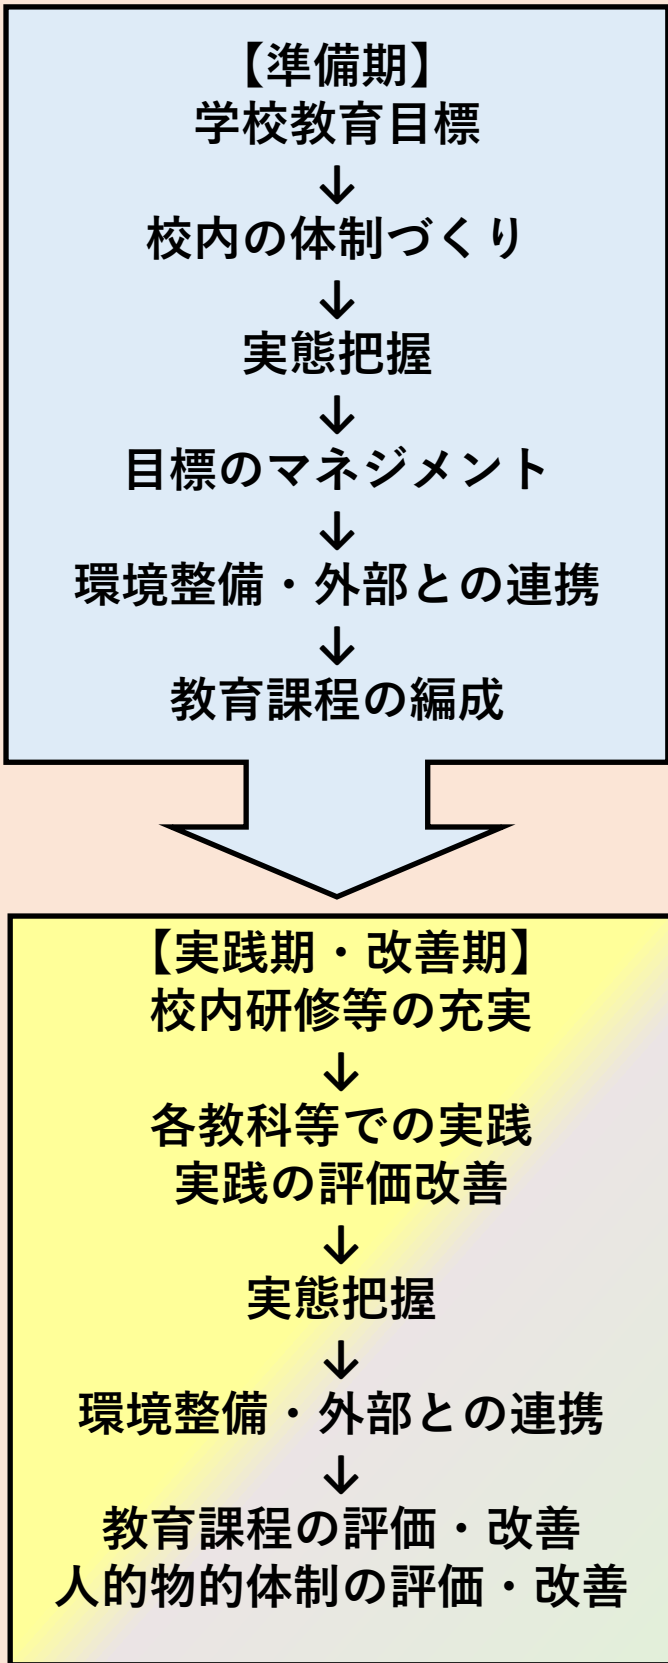 【準備期】
学校教育目標
↓
校内の体制づくり
↓
実態把握
↓
目標のマネジメント
↓
環境整備・外部との連携
↓
教育課程の編成
【実践期・改善期】
校内研修等の充実
↓
各教科等での実践
実践の評価改善
↓
実態把握
↓
環境整備・外部との連携
↓
教育課程の評価・改善
人的物的体制の評価・改善